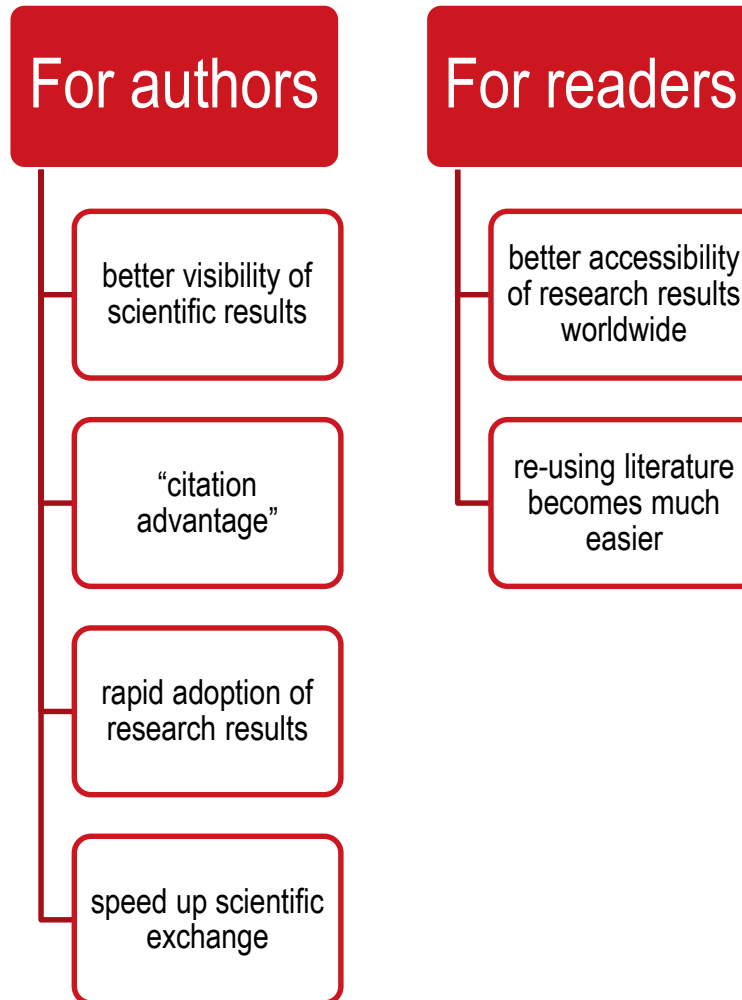 For authors
better visibility of
scientific results
“citation
advantage”
rapid adoption of
research results
speed up scientific
exchange
For readers
better accessibility
of research results
worldwide
re-using literature
becomes much
easier